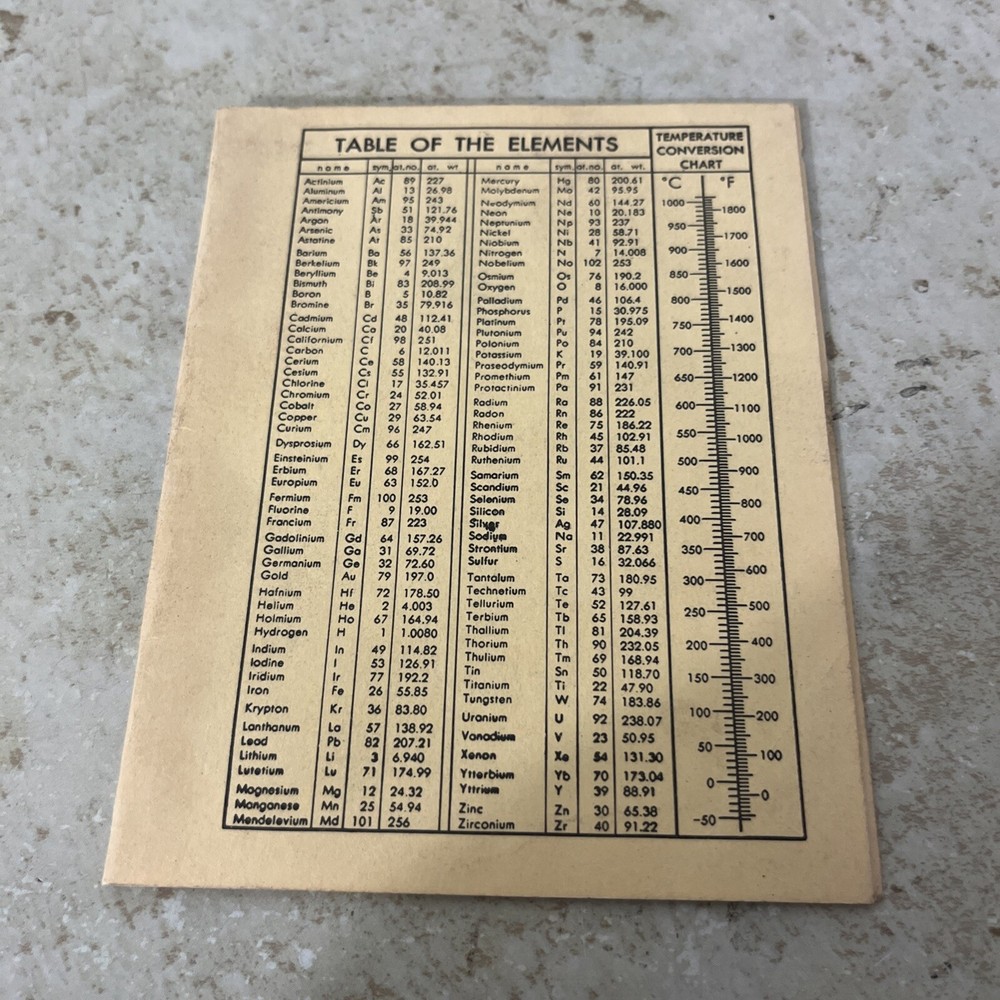 TABLE OF THE ELEMENTS
name sym. at.no. at. wt
Actinium Ac 89 227
Aluminum Al 13 26.98
Americium Am 95 243
Antimony Sb 51 121.76
Argon Ar 18 39.944
Arsenic As 33 74.92
Astatine At 85 210
Barium Ba 56 137.36
Berkelium Bk 97 249
Beryllium Be 4 9.013
Bismuth Bi 83 208.99
Boron B 5 10.82
Bromine Br 35 79.916
Cadmium Cd 48 112.41
Calcium Ca 20 40.08
Californium Cf 98 251
Carbon C 6 12.011
Cerium Ce 58 140.13
Cesium Cs 55 132.91
Chlorine Cl 17 35.457
Chromium Cr 24 52.01
Cobalt Co 27 58.94
Copper Cu 29 63.54
Curium Cm 96 247
Dysprosium Dy 66 162.51
Einsteinium Es 99 254
Erbium Er 68 167.27
Europium Eu 63 152.0
Fermium Fm 100 253
Fluorine F 9 19.00
Francium Fr 87 223
Gadolinium Gd 64 157.26
Gallium Ga 31 69.72
Germanium Ge 32 72.60
Gold Au 79 197.0
Hafnium Hf 72 178.50
Helium He 2 4.003
Holmium Ho 67 164.94
Hydrogen H 1 1.0080
Indium In 49 114.82
Iodine I 53 126.91
Iridium Ir 77 192.2
Iron Fe 26 55.85
Krypton Kr 36 83.80
Lanthanum La 57 138.92
Lead Pb 82 207.21
Lithium Li 3 6.940
Lutetium Lu 71 174.99
Magnesium Mg 12 24.32
Manganese Mn 25 54.94
Mendelevium Md 101 256
name sym. at.no. at. wt.
Mercury Hg 80 200.61
Molybdenum Mo 42 95.95
Neodymium Nd 60 144.27
Neon Ne 10 20.183
Neptunium Np 93 237
Nickel Ni 28 58.71
Niobium Nb 41 92.91
Nitrogen N 7 14.008
Nobelium No 102 253
Osmium Os 76 190.2
Oxygen O 8 16.000
Palladium Pd 46 106.4
Phosphorus P 15 30.975
Platinum Pt 78 195.09
Plutonium Pu 94 242
Polonium Po 84 210
Potassium K 19 39.100
Praseodymium Pr 59 140.91
Promethium Pm 61 147
Protactinium Pa 91 231
Radium Ra 88 226.05
Radon Rn 86 222
Rhenium Re 75 186.22
Rhodium Rh 45 102.91
Rubidium Rb 37 85.48
Ruthenium Ru 44 101.1
Samarium Sm 62 150.35
Scandium Sc 21 44.96
Selenium Se 34 78.96
Silicon Si 14 28.09
Silver Ag 47 107.880
Sodium Na 11 22.991
Strontium Sr 38 87.63
Sulfur S 16 32.066
Tantalum Ta 73 180.95
Technetium Tc 43 99
Tellurium Te 52 127.61
Terbium Tb 65 158.93
Thallium Tl 81 204.39
Thorium Th 90 232.05
Thulium Tm 69 168.94
Tin Sn 50 118.70
Titanium Ti 22 47.90
Tungsten W 74 183.86
Uranium U 92 238.07
Vanadium V 23 50.95
Xenon Xe 54 131.30
Ytterbium Yb 70 173.04
Yttrium Y 39 88.91
Zinc Zn 30 65.38
Zirconium Zr 40 91.22
TEMPERATURE
CONVERSION
CHART
°C °F
1000
1800
950
1700
900
1600
850
1500
800
1400
750
1300
700
650 1200
600
1100
550
1000
500
900
450
800
400
700
350
600
300
500
250
400
200
150 300
100
200
50
100
0
0
-50